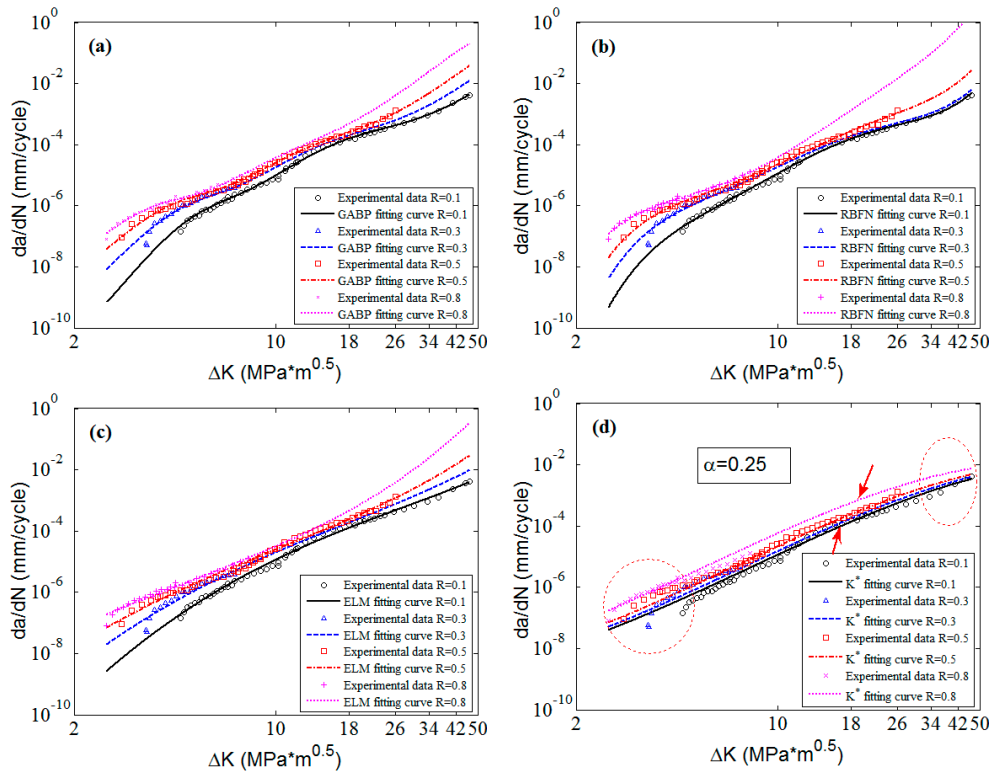 (a)
da/dN (mm/cycle)
10^0
10^-2
10^-4
10^-6
10^-8
10^-10
Experimental data R=0.1
GABP fitting curve R=0.1
Experimental data R=0.3
GABP fitting curve R=0.3
Experimental data R=0.5
GABP fitting curve R=0.5
Experimental data R=0.8
GABP fitting curve R=0.8
2 10 18 26 34 42 50
ΔK (MPa*m^0.5)
(b)
da/dN (mm/cycle)
10^0
10^-2
10^-4
10^-6
10^-8
10^-10
Experimental data R=0.1
RBFN fitting curve R=0.1
Experimental data R=0.3
RBFN fitting curve R=0.3
Experimental data R=0.5
RBFN fitting curve R=0.5
Experimental data R=0.8
RBFN fitting curve R=0.8
2 10 18 26 34 42 50
ΔK (MPa*m^0.5)
(c)
da/dN (mm/cycle)
10^0
10^-2
10^-4
10^-6
10^-8
10^-10
Experimental data R=0.1
ELM fitting curve R=0.1
Experimental data R=0.3
ELM fitting curve R=0.3
Experimental data R=0.5
ELM fitting curve R=0.5
Experimental data R=0.8
ELM fitting curve R=0.8
2 10 18 26 34 42 50
ΔK (MPa*m^0.5)
(d)
α=0.25
da/dN (mm/cycle)
10^0
10^-2
10^-4
10^-6
10^-8
10^-10
Experimental data R=0.1
K* fitting curve R=0.1
Experimental data R=0.3
K* fitting curve R=0.3
Experimental data R=0.5
K* fitting curve R=0.5
Experimental data R=0.8
K* fitting curve R=0.8
2 10 18 26 34 42 50
ΔK (MPa*m^0.5)